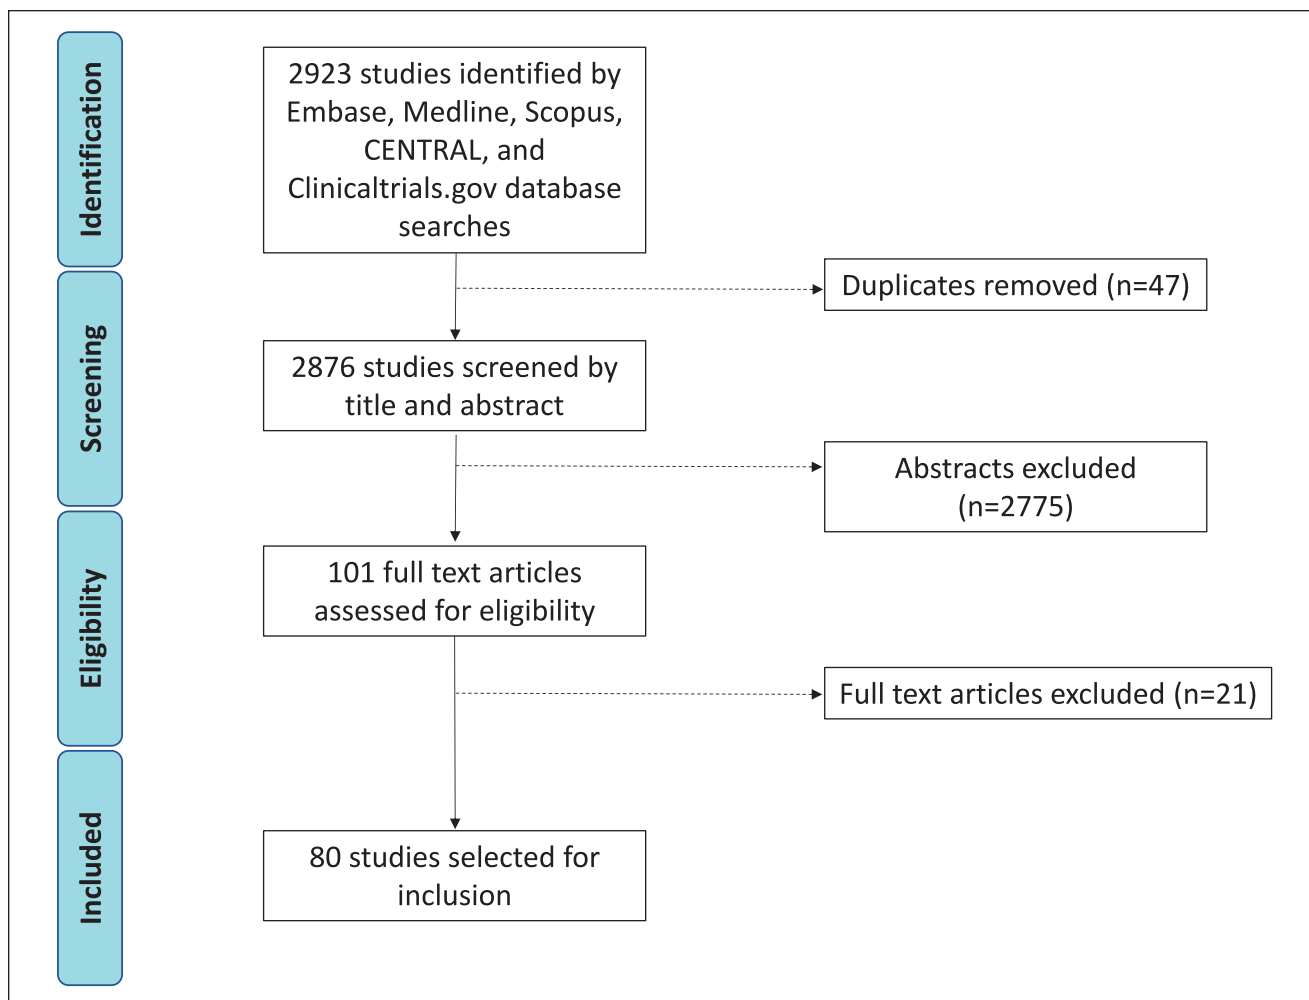 Identification
2923 studies identified by
Embase, Medline, Scopus,
CENTRAL, and
Clinicaltrials.gov database
searches
Duplicates removed (n=47)
Screening
2876 studies screened by
title and abstract
Abstracts excluded
(n=2775)
Eligibility
101 full text articles
assessed for eligibility
Full text articles excluded (n=21)
Included
80 studies selected for
inclusion